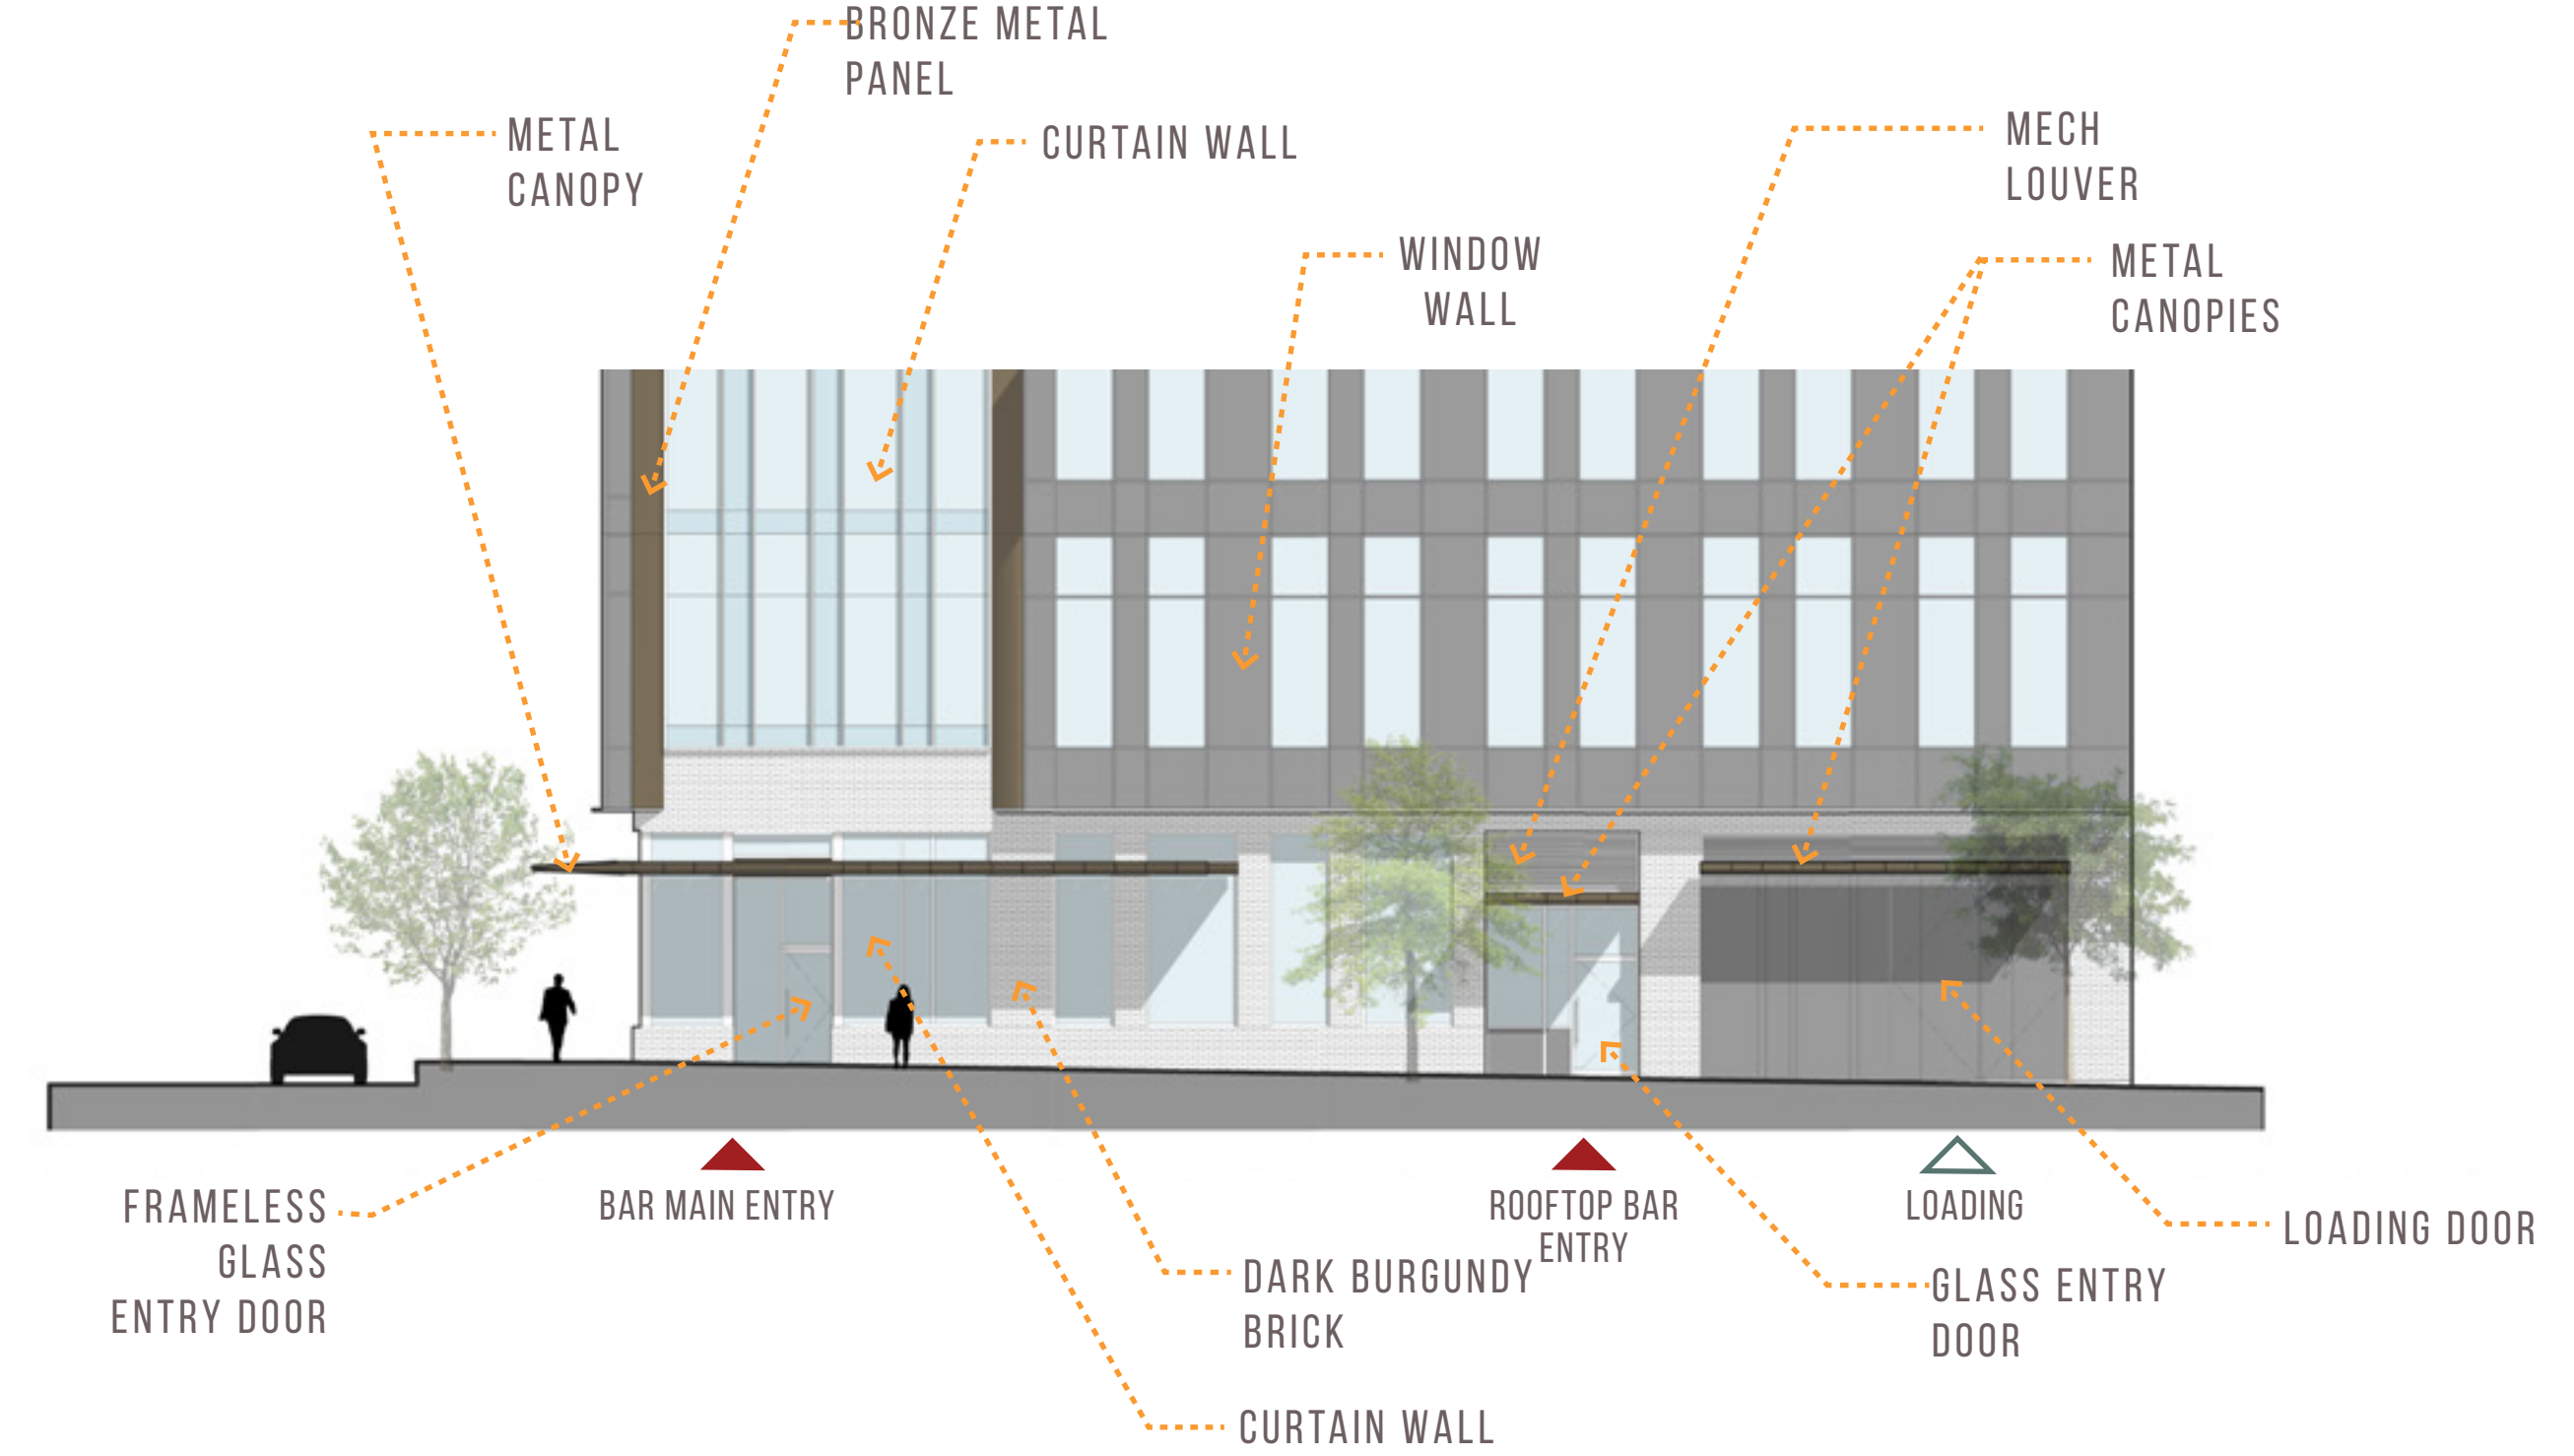 BRONZE METAL
PANEL
METAL
CANOPY
CURTAIN WALL
MECH
LOUVER
WINDOW
WALL
METAL
CANOPIES
FRAMELESS
GLASS
ENTRY DOOR
BAR MAIN ENTRY
ROOFTOP BAR
ENTRY
LOADING
LOADING DOOR
DARK BURGUNDY
BRICK
GLASS ENTRY
DOOR
CURTAIN WALL